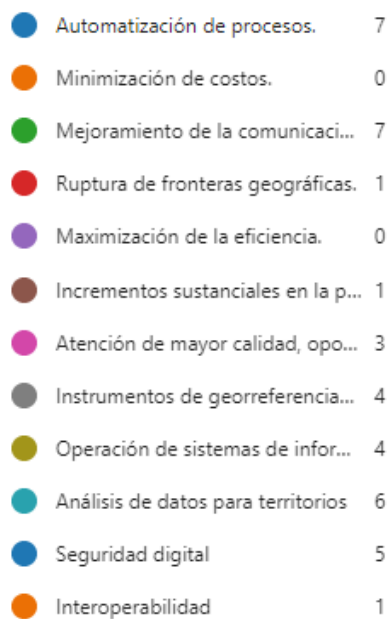 Automatización de procesos. 7
Minimización de costos. 0
Mejoramiento de la comunicaci... 7
Ruptura de fronteras geográficas. 1
Maximización de la eficiencia. 0
Incrementos sustanciales en la p... 1
Atención de mayor calidad, opo... 3
Instrumentos de georreferencia... 4
Operación de sistemas de infor... 4
Análisis de datos para territorios 6
Seguridad digital 5
Interoperabilidad 1